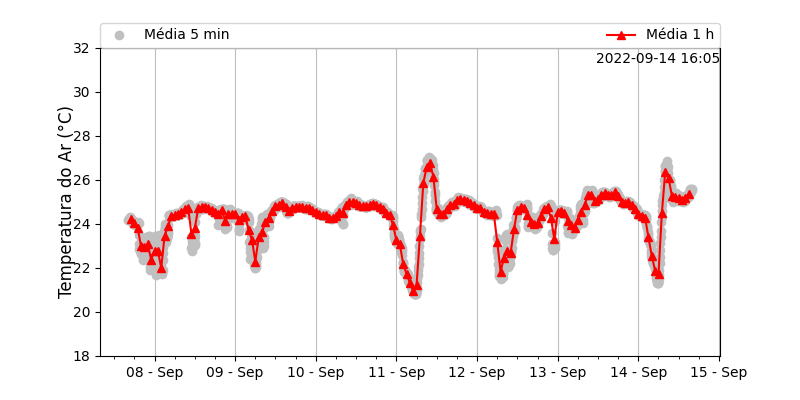 Média 5 min
Média 1 h
2022-09-14 16:05
Temperatura do Ar (°C)
32
30
28
26
24
22
20
18
08 - Sep
09 - Sep
10 - Sep
11 - Sep
12 - Sep
13 - Sep
14 - Sep
15 - Sep